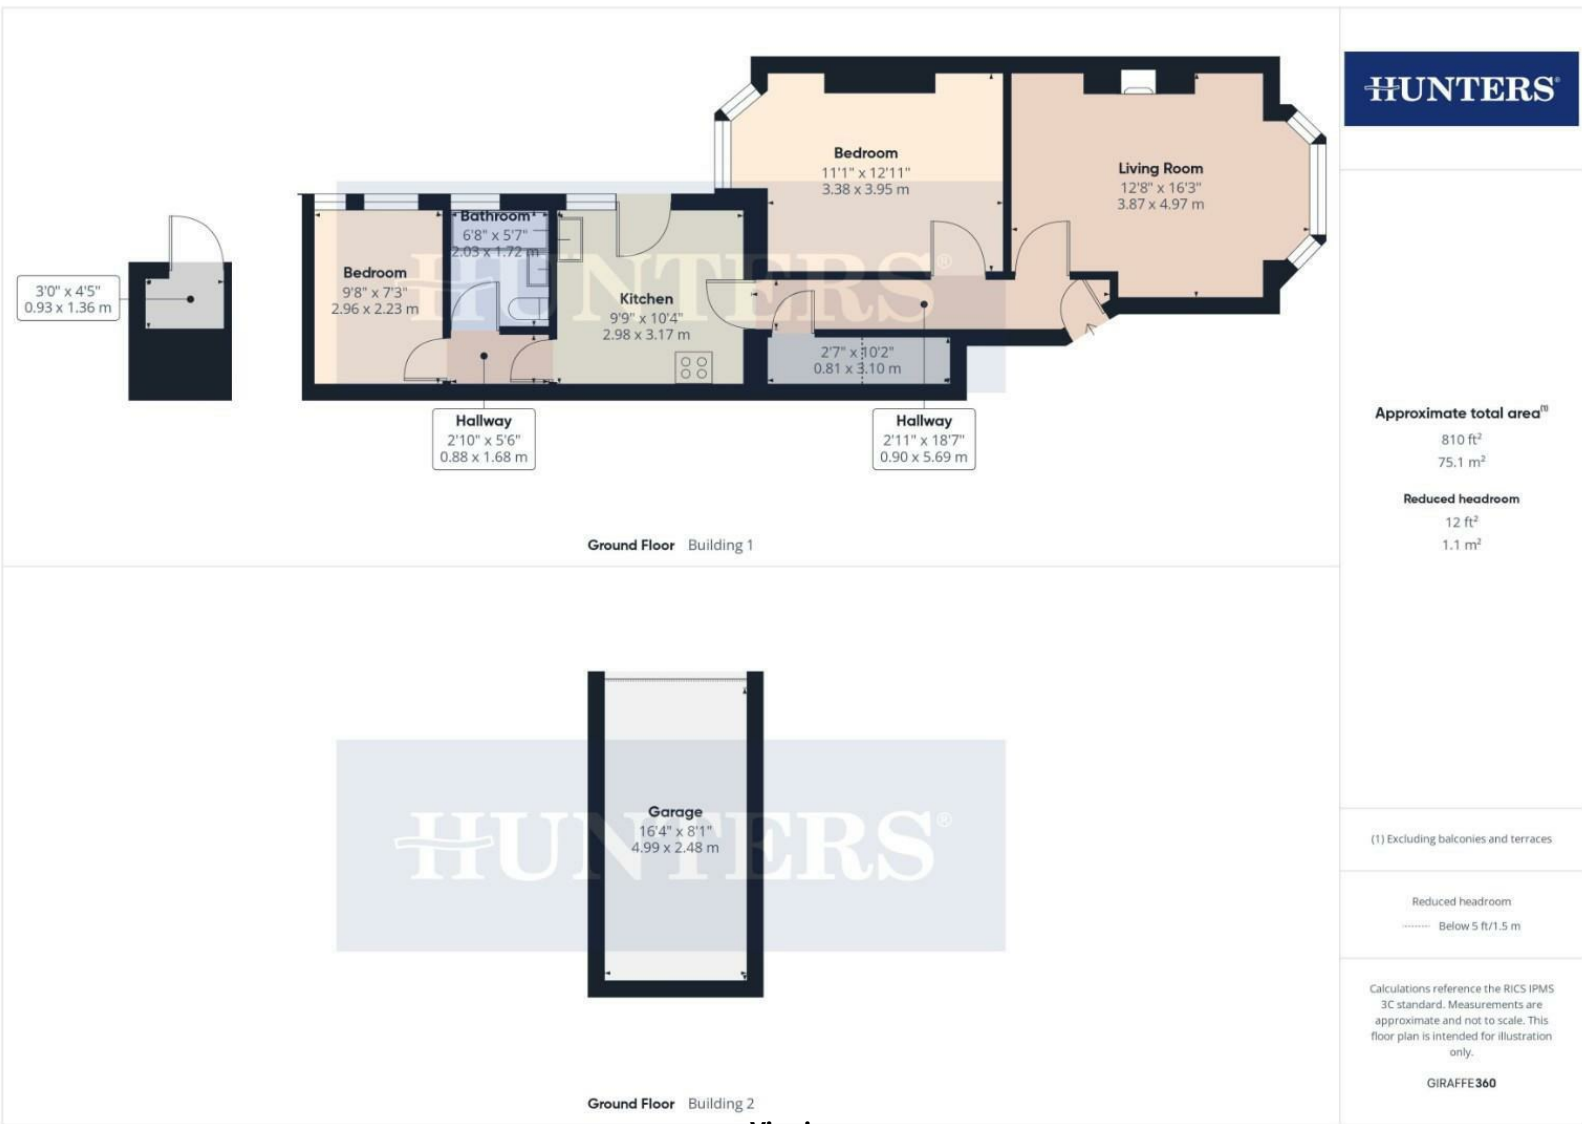 HUNTERS®
Bedroom
11'1" x 12'11"
3.38 x 3.95 m
Living Room
12'8" x 16'3"
3.87 x 4.97 m
Bathroom
6'8" x 5'7"
2.03 x 1.72 m
Bedroom
9'8" x 7'3"
2.96 x 2.23 m
Kitchen
9'9" x 10'4"
2.98 x 3.17 m
3'0" x 4'5"
0.93 x 1.36 m
2'7" x 10'2"
0.81 x 3.10 m
Hallway
2'10" x 5'6"
0.88 x 1.68 m
Hallway
2'11" x 18'7"
0.90 x 5.69 m
HUNTERS®
Ground Floor Building 1
Approximate total area(1)
810 ft²
75.1 m²
Reduced headroom
12 ft²
1.1 m²
Garage
16'4" x 8'1"
4.99 x 2.48 m
HUNTERS®
Ground Floor Building 2
(1) Excluding balconies and terraces
Reduced headroom
Below 5 ft/1.5 m
Calculations reference the RICS IPMS
3C standard. Measurements are
approximate and not to scale. This
floor plan is intended for illustration
only.
GIRAFFE360